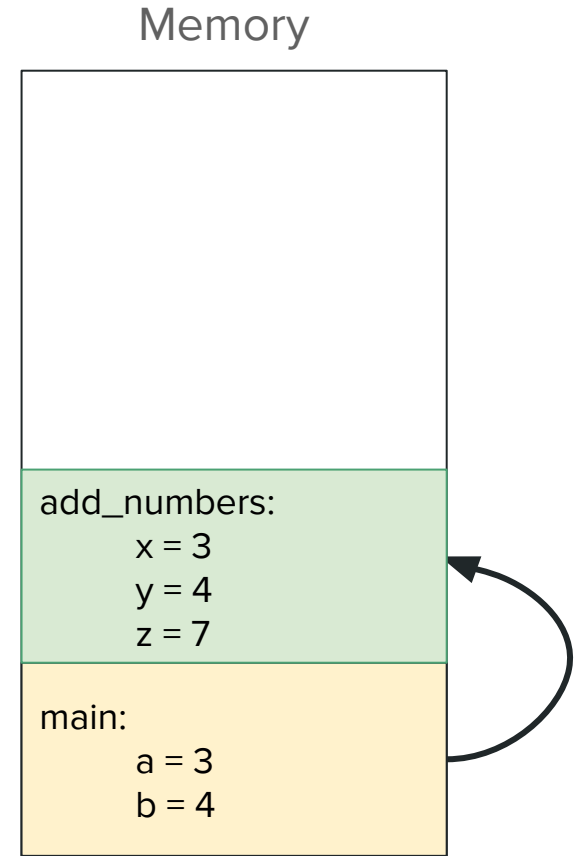 Memory
add_numbers:
x = 3
y = 4
z = 7
main:
a = 3
b = 4